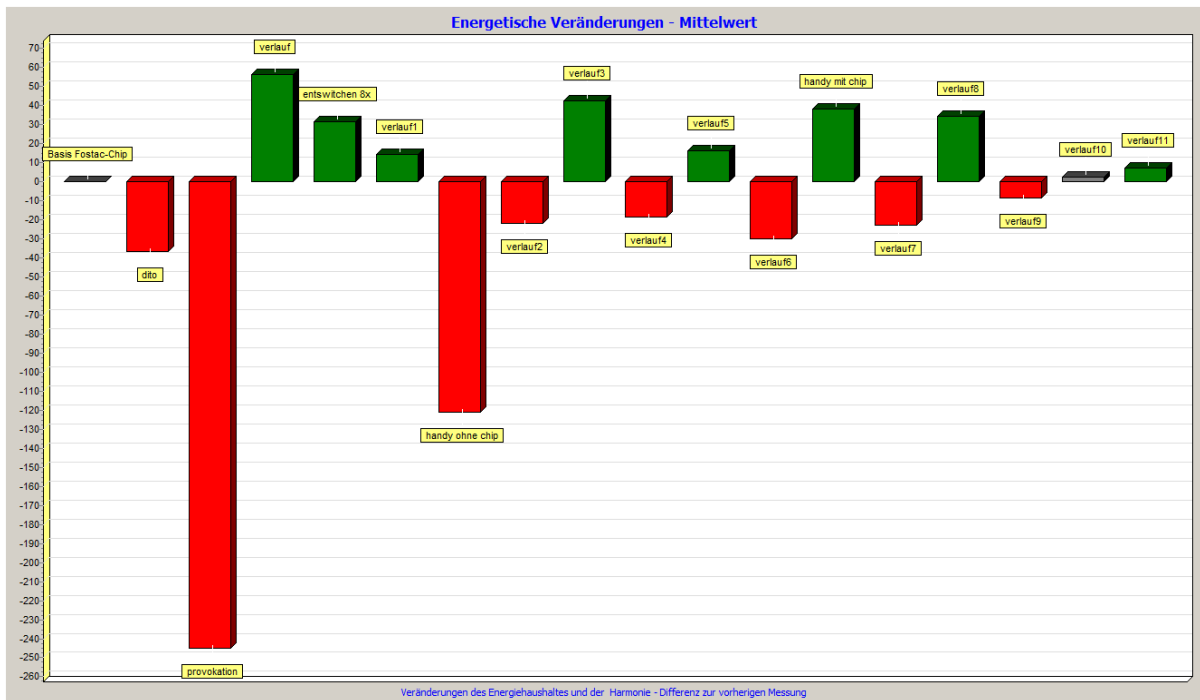 Energetische Veränderungen - Mittelwert
70
60
50
40
30
20
10
0
-10
-20
-30
-40
-50
-60
-70
-80
-90
-100
-110
-120
-130
-140
-150
-160
-170
-180
-190
-200
-210
-220
-230
-240
-250
-260
Basis Fostac-Chip
dito
provokation
verlauf
entswitchen 8x
verlauf1
handy ohne chip
verlauf2
verlauf3
verlauf4
verlauf5
verlauf6
handy mit chip
verlauf7
verlauf8
verlauf9
verlauf10
verlauf11
Veränderungen des Energiehaushaltes und der Harmonie - Differenz zur vorherigen Messung